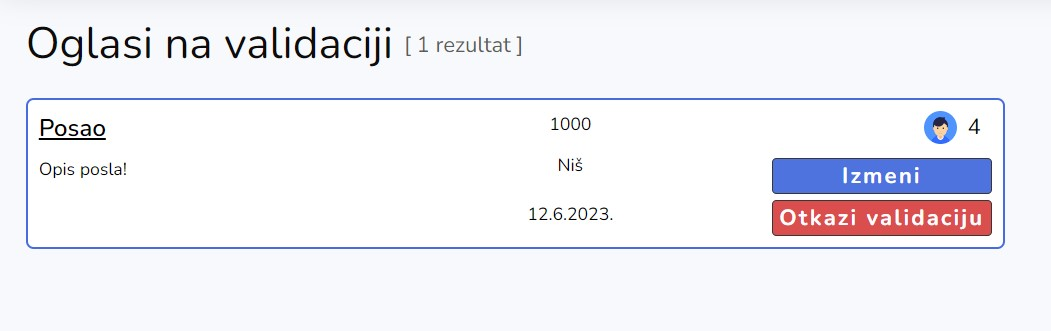 Oglasi na validaciji [ 1 rezultat ]
Posao
1000
4
Opis posla!
Niš
Izmeni
12.6.2023.
Otkazi validaciju